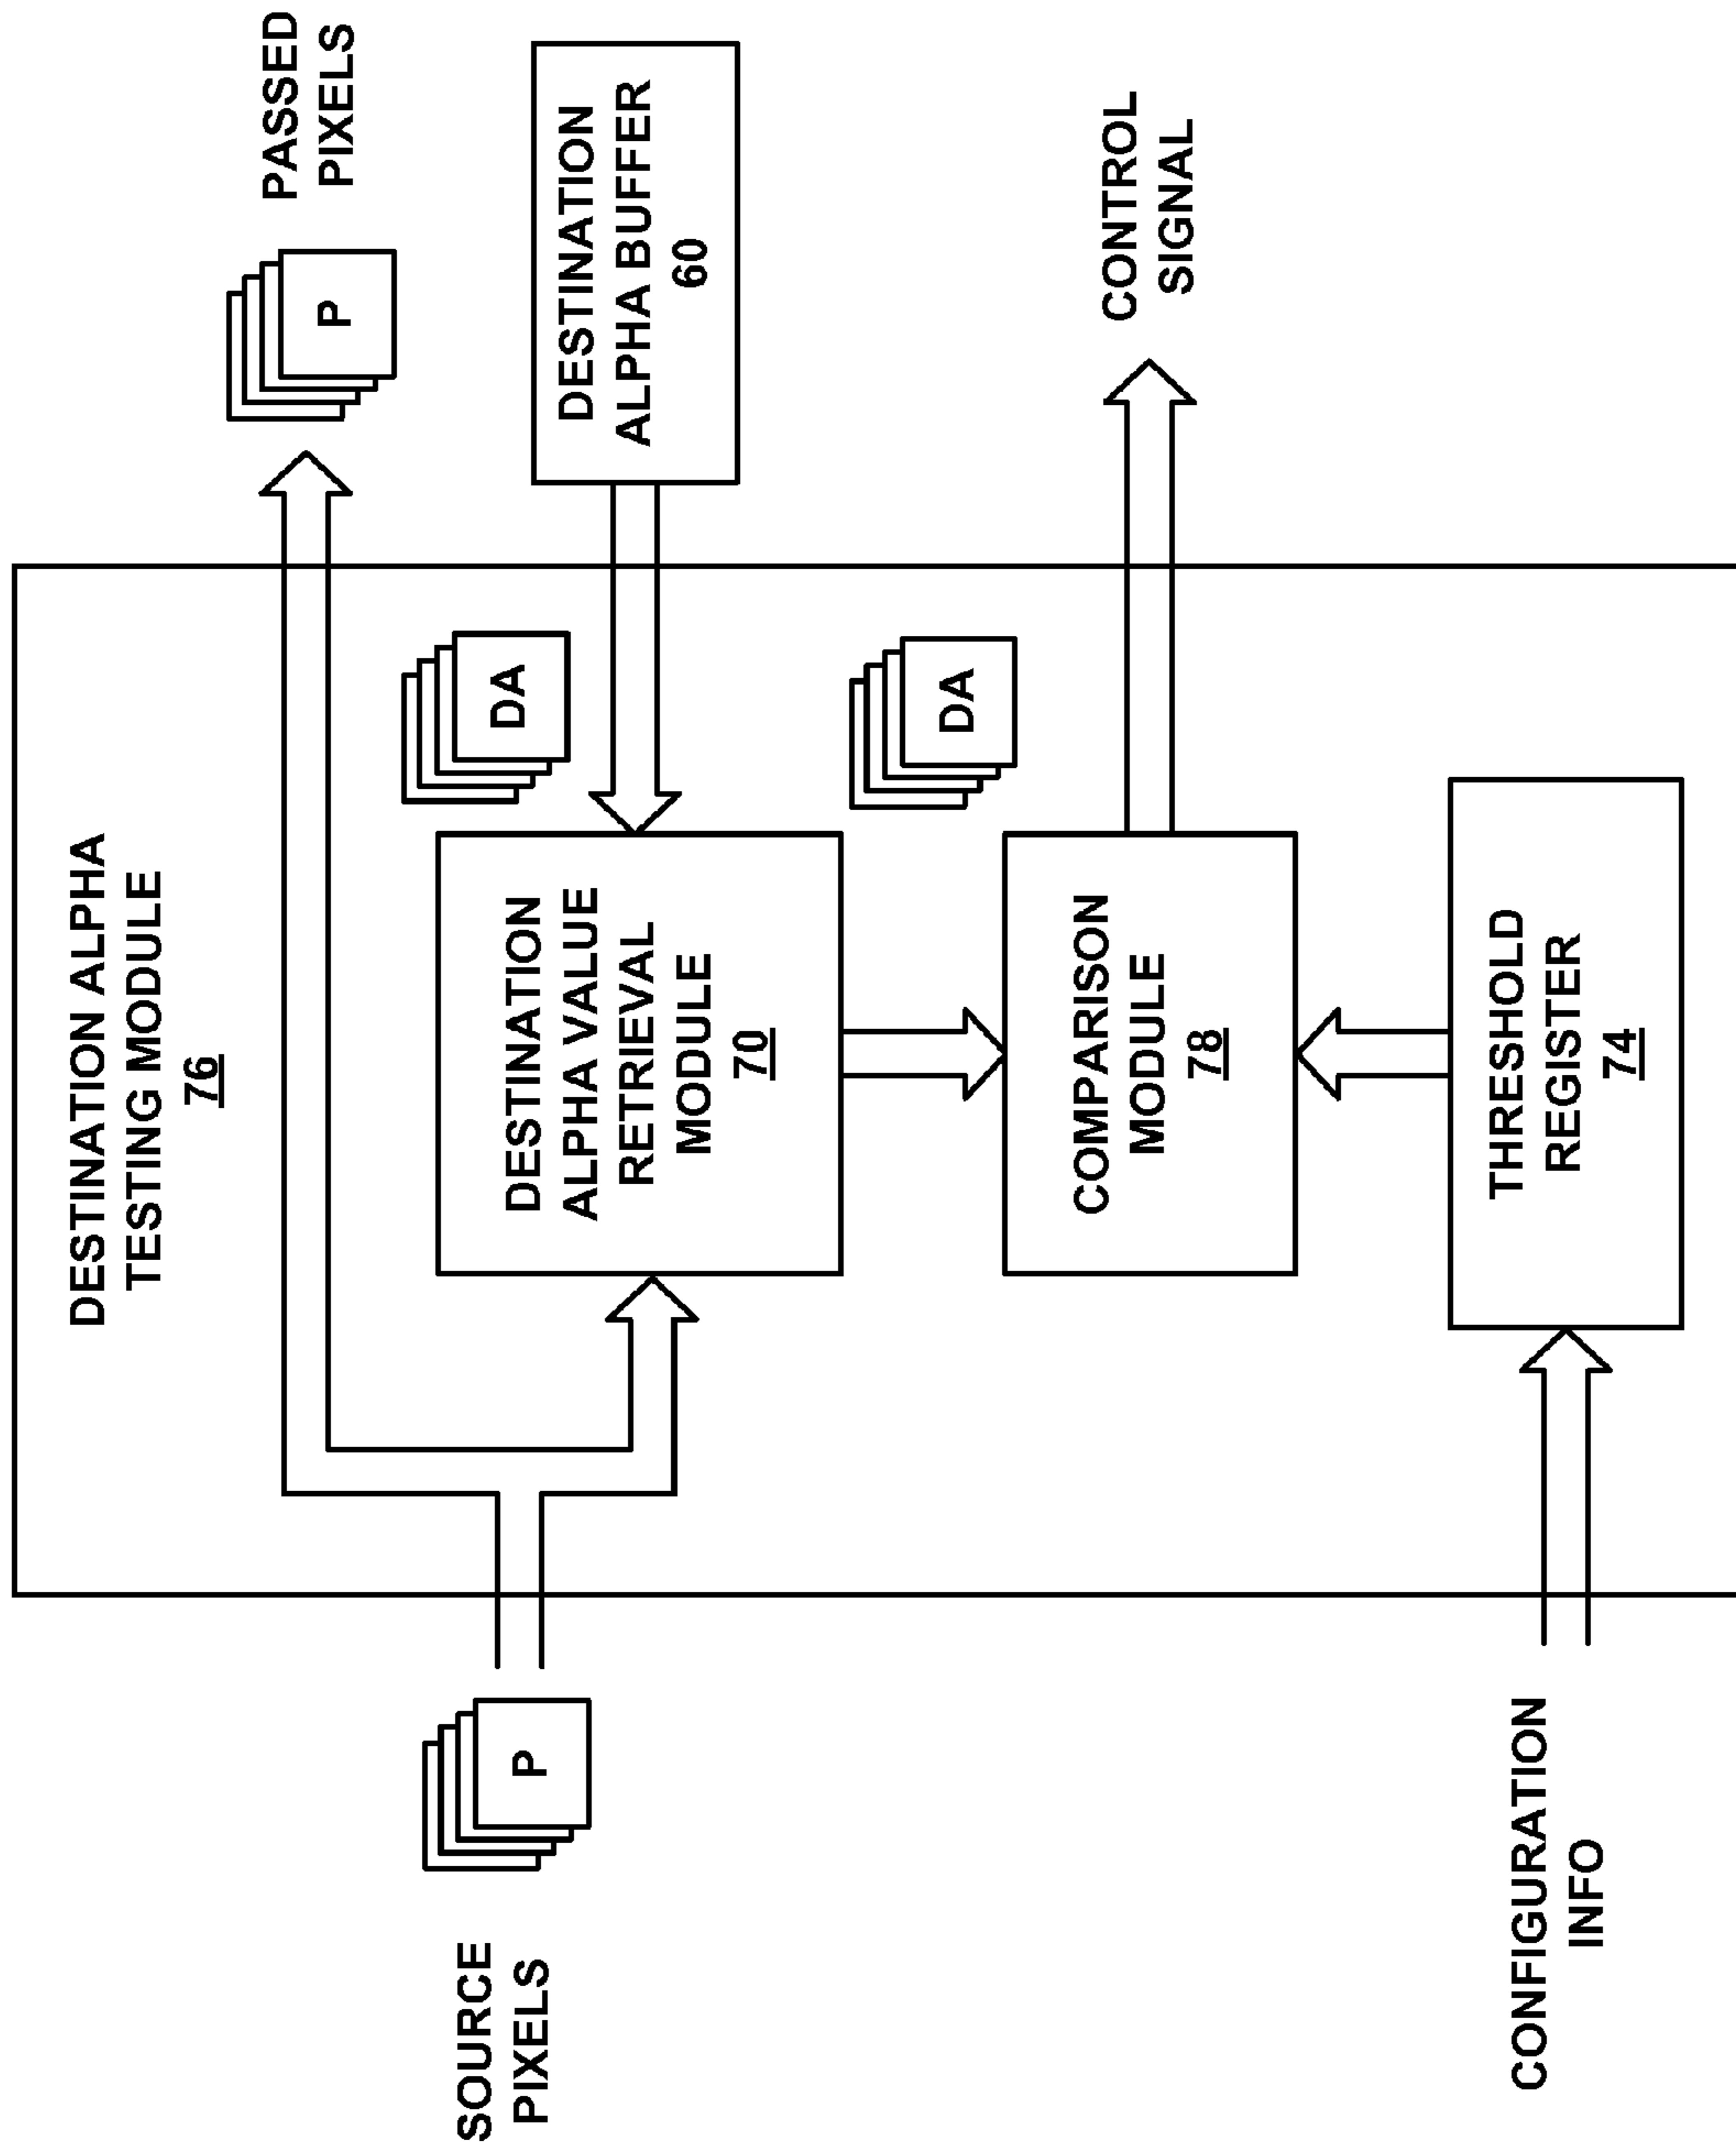 DESTINATION ALPHA
TESTING MODULE
76
PASSED
PIXELS
P
SOURCE
PIXELS
P
DA
DESTINATION
ALPHA BUFFER
60
DESTINATION
ALPHA VALUE
RETRIEVAL
MODULE
70
DA
COMPARISON
MODULE
78
CONTROL
SIGNAL
THRESHOLD
REGISTER
74
CONFIGURATION
INFO